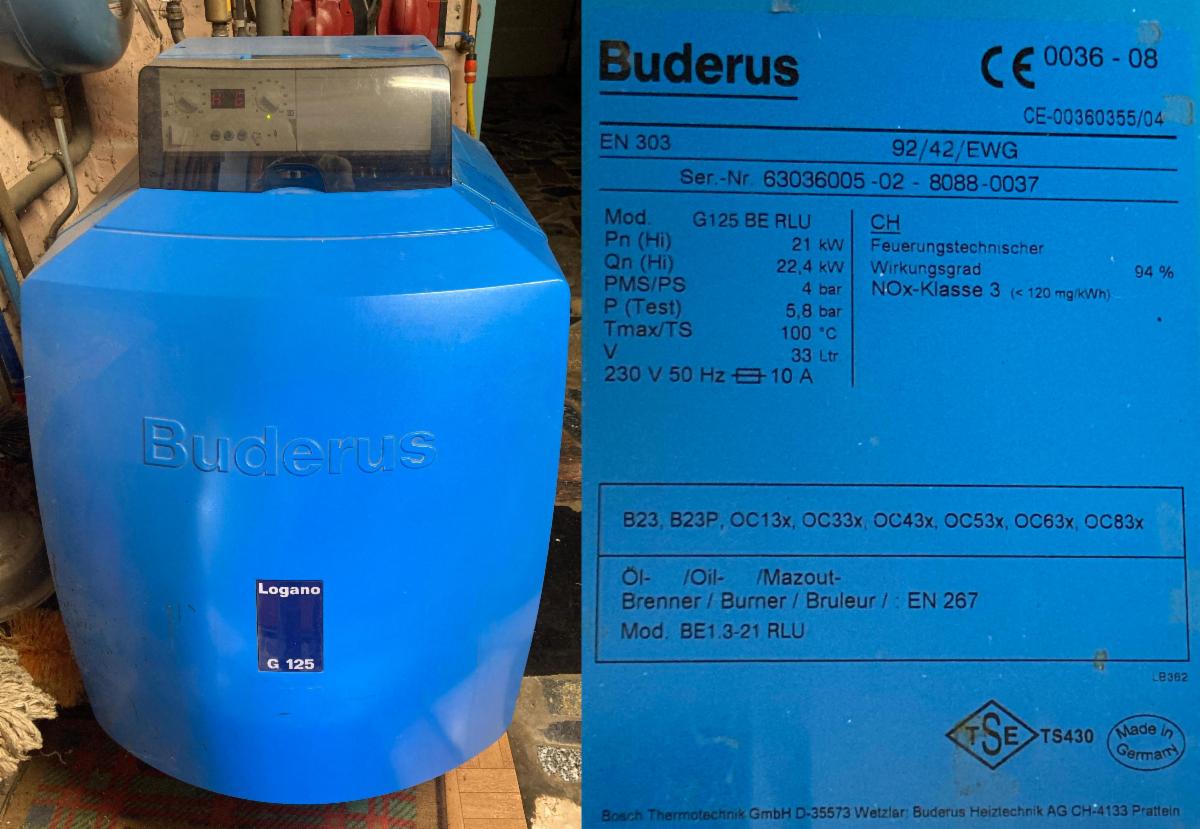 Buderus
Logano
G 125
Buderus
CE 0036 - 08
CE-00360355/04
EN 303 92/42/EWG
Ser.-Nr. 63036005-02 - 8088-0037
Mod. G125 BE RLU
Pn (Hi) 21 kW
Qn (Hi) 22,4 kW
PMS/PS 4 bar
P (Test) 5,8 bar
Tmax/TS 100 °C
V 33 Ltr
230 V 50 Hz 10 A
CH
Feuerungstechnischer
Wirkungsgrad 94 %
NOx-Klasse 3 (< 120 mg/kWh)
B23, B23P, OC13x, OC33x, OC43x, OC53x, OC63x, OC83x
Öl- /Oil- /Mazout-
Brenner / Burner / Bruleur / : EN 267
Mod. BE1.3-21 RLU
LB362
TSE TS430
Made in
Germany
Bosch Thermotechnik GmbH D-35573 Wetzlar; Buderus Heiztechnik AG CH-4133 Pratteln